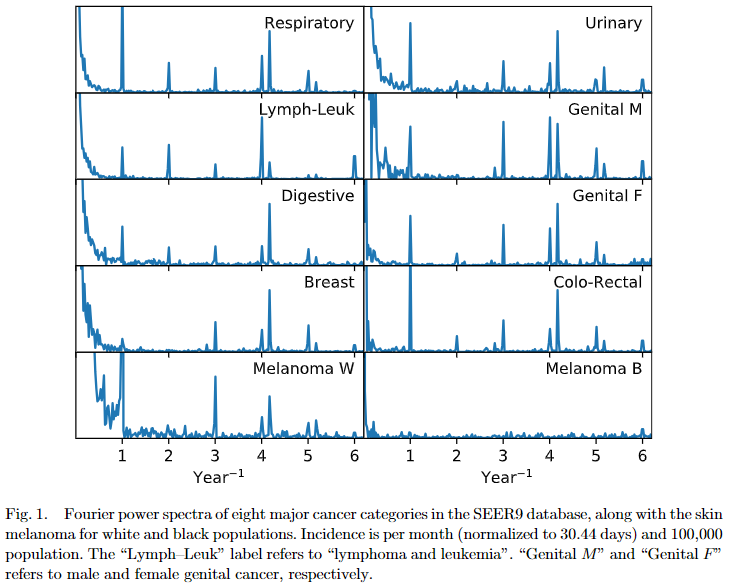 Respiratory
Urinary
Lymph-Leuk
Genital M
Digestive
Genital F
Breast
Colo-Rectal
Melanoma W
Melanoma B
1 2 3 4 5 6 1 2 3 4 5 6
Year⁻¹ Year⁻¹
Fig. 1. Fourier power spectra of eight major cancer categories in the SEER9 database, along with the skin
melanoma for white and black populations. Incidence is per month (normalized to 30.44 days) and 100,000
population. The “Lymph–Leuk” label refers to “lymphoma and leukemia”. “Genital M” and “Genital F”
refers to male and female genital cancer, respectively.